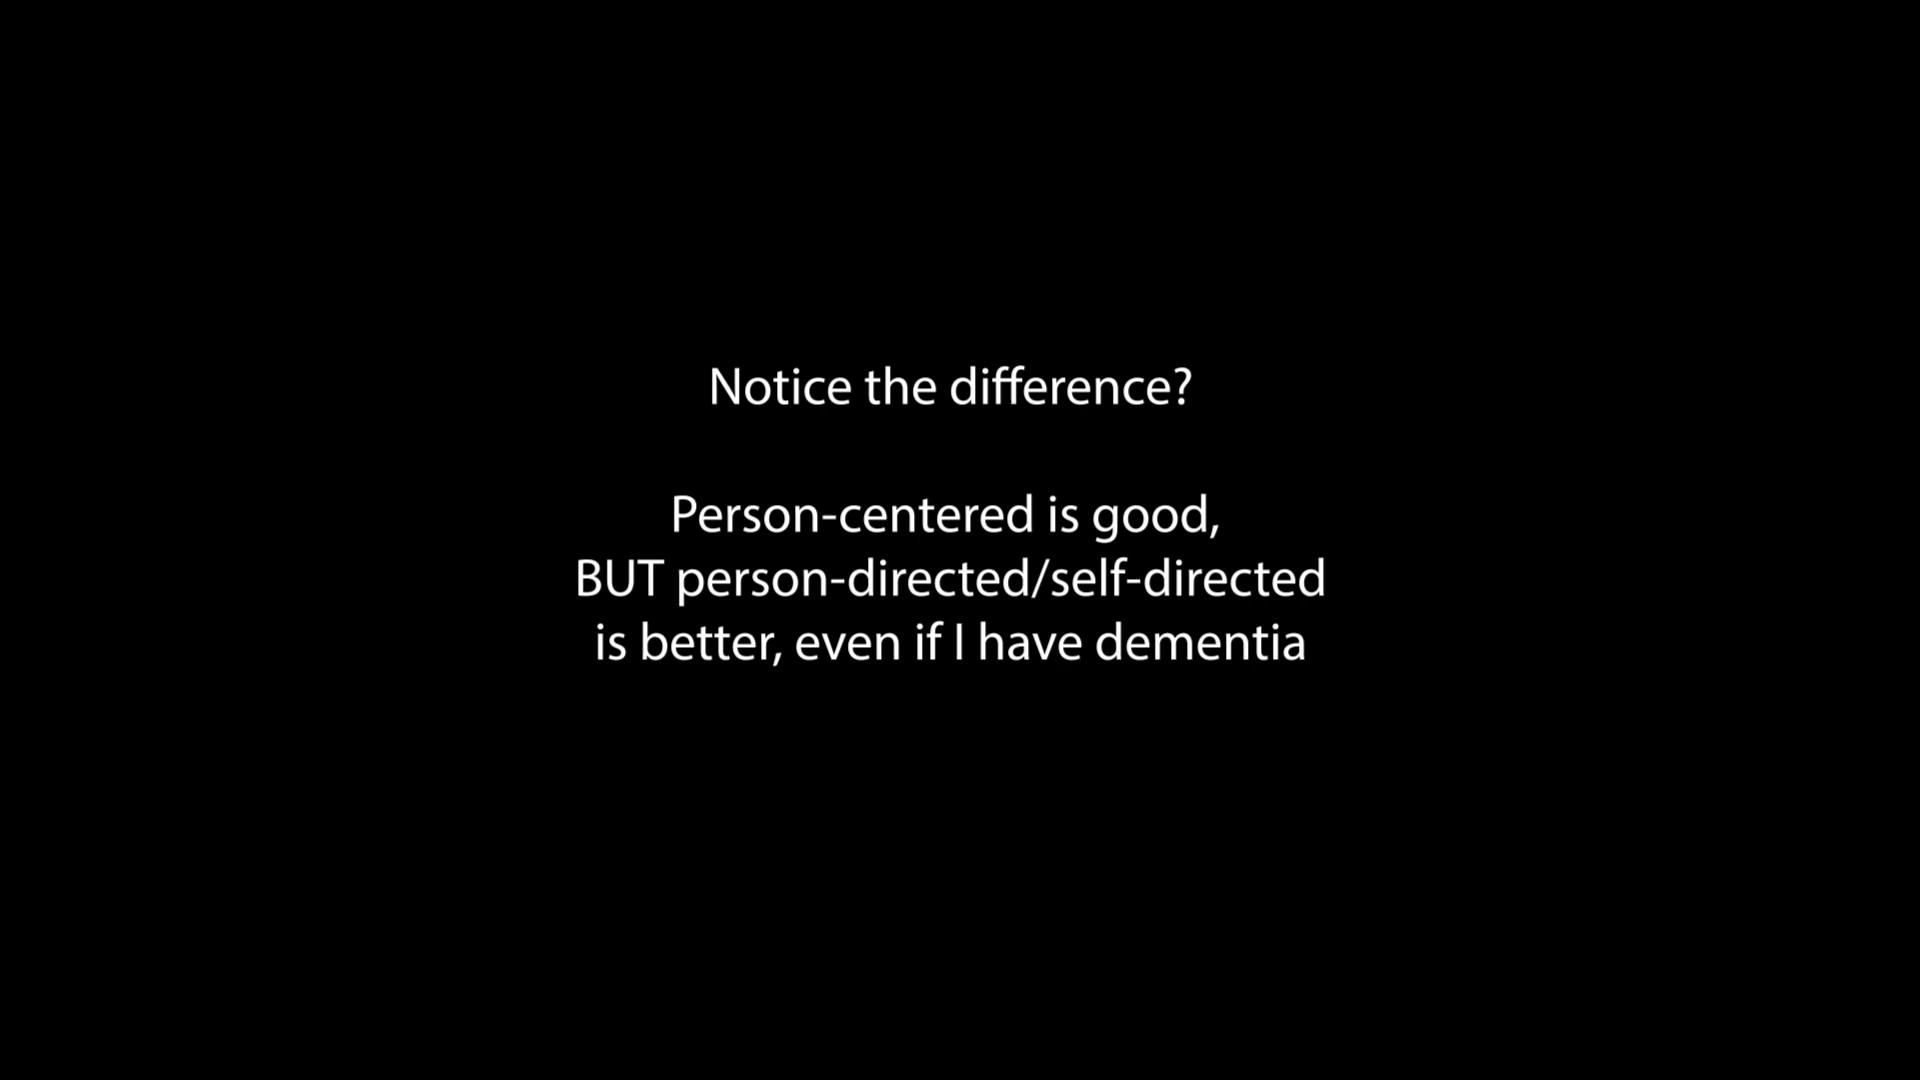 Notice the difference?
Person-centered is good,
BUT person-directed/self-directed
is better, even if I have dementia